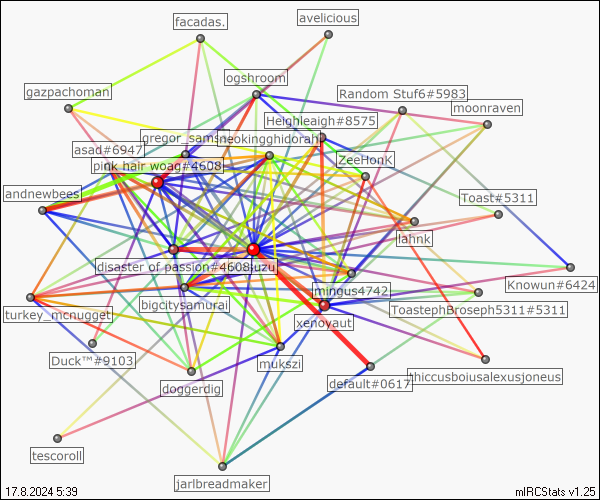 facadas.
avelicious
ogshroom
gazpachoman
Random Stuf6#5983
moonraven
Heighleaigh#8575
gregor_samsa
neokingghidorah
asad#6947
ZeeHonK
pink hair woag#4608
andnewbees
Toast#5311
lahnk
disaster of passion#4608
juzu
mingus4742
Knowun#6424
bigcitysamurai
turkey_mcnugget
ToastephBroseph5311#5311
xenoyaut
Duck™#9103
mukszi
doggerdig
default#0617
thiccusboiusalexusjoneus
tescoroll
jarlbreadmaker
17.8.2024 5:39
mIRCStats v1.25